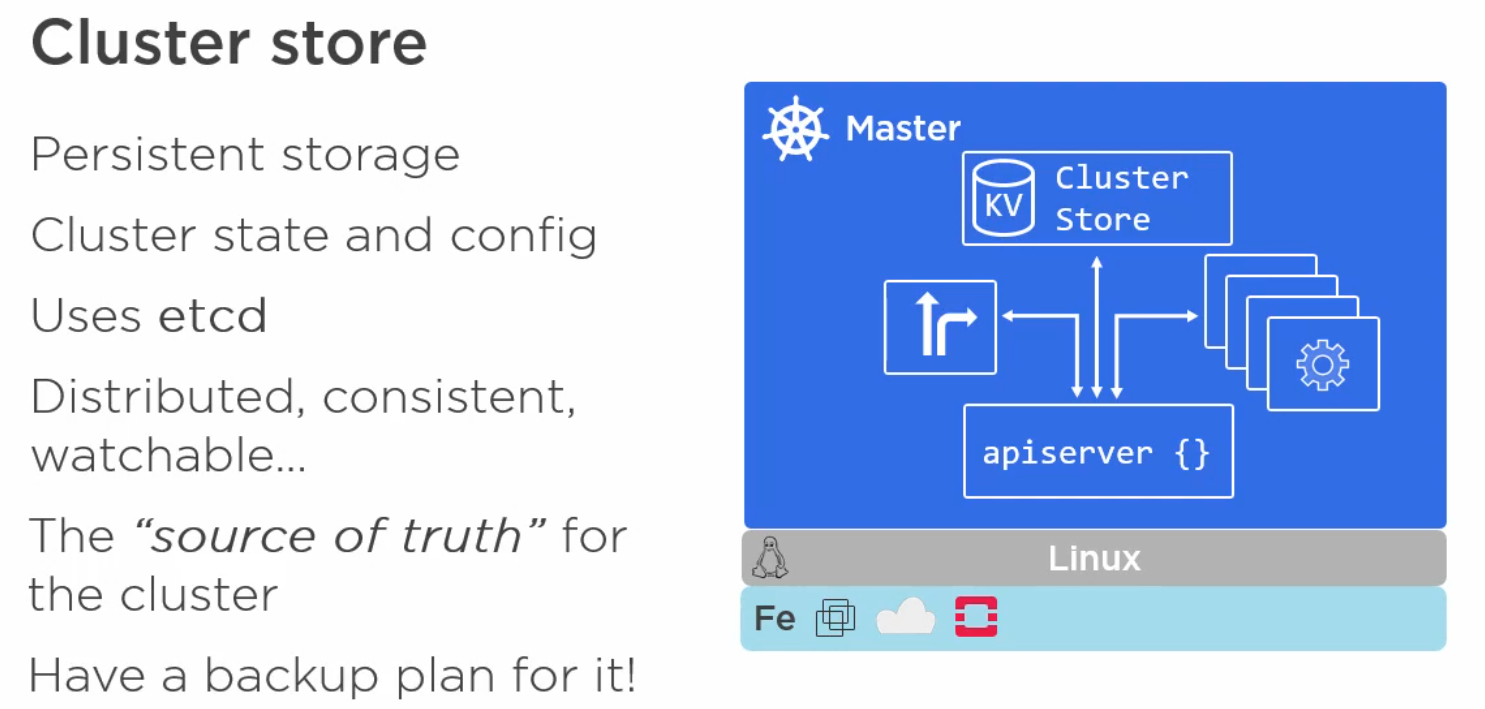 Cluster store
Persistent storage
Cluster state and config
Uses etcd
Distributed, consistent,
watchable...
The “source of truth” for
the cluster
Have a backup plan for it!
Master
KV
Cluster
Store
apiserver {}
Linux
Fe